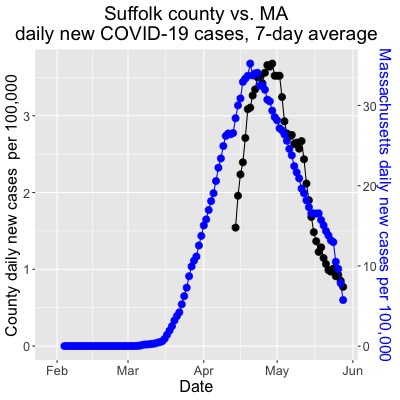 Suffolk county vs. MA
daily new COVID-19 cases, 7-day average
County daily new cases per 100,000
3
2
1
0
Massachusetts daily new cases per 100,000
30
20
10
0
Feb Mar Apr May Jun
Date